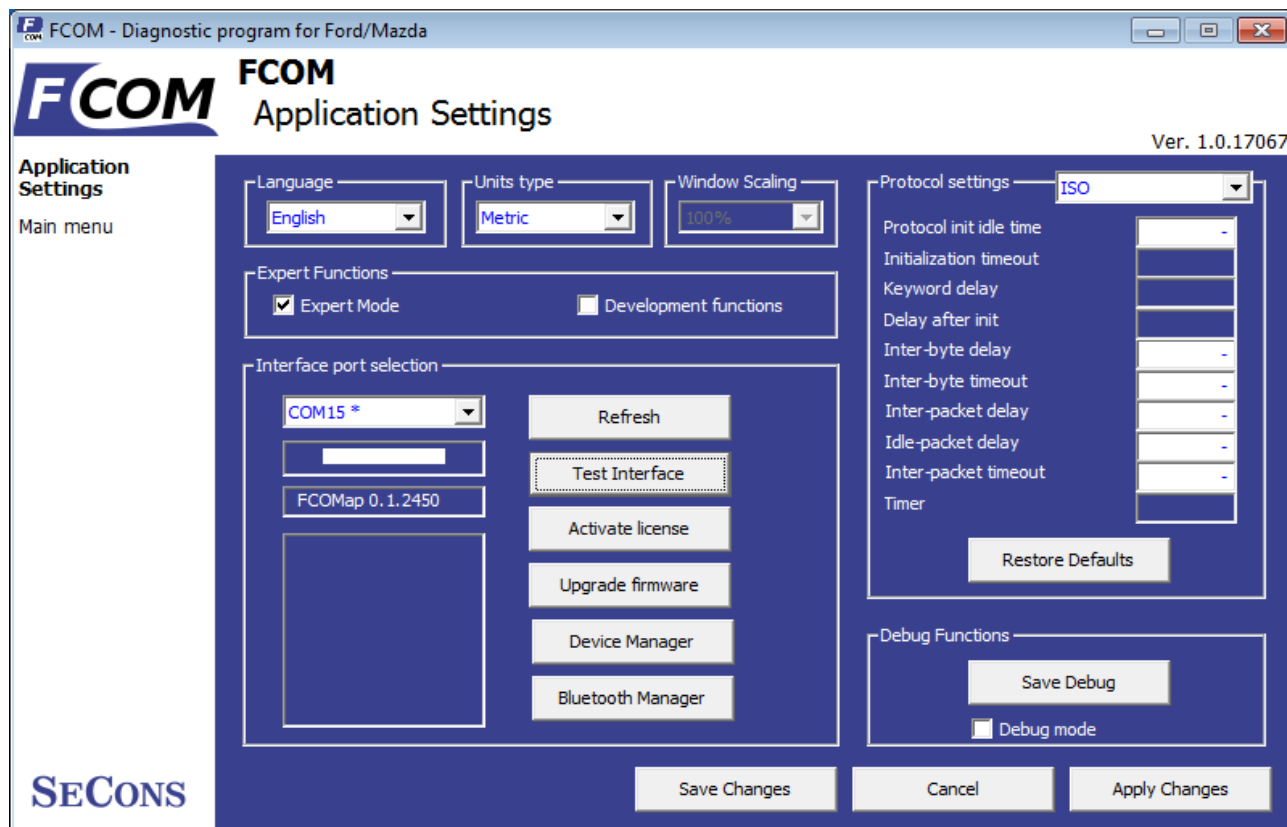 FCOM - Diagnostic program for Ford/Mazda
FCOM
FCOM
Application Settings
Ver. 1.0.17067
Application
Settings
Main menu
Language
English
Units type
Metric
Window Scaling
100%
Expert Functions
Expert Mode
Development functions
Interface port selection
COM15 *
FCOMap 0.1.2450
Refresh
Test Interface
Activate license
Upgrade firmware
Device Manager
Bluetooth Manager
Protocol settings
ISO
Protocol init idle time -
Initialization timeout
Keyword delay
Delay after init
Inter-byte delay -
Inter-byte timeout -
Inter-packet delay -
Idle-packet delay -
Inter-packet timeout -
Timer
Restore Defaults
Debug Functions
Save Debug
Debug mode
SECONS
Save Changes
Cancel
Apply Changes